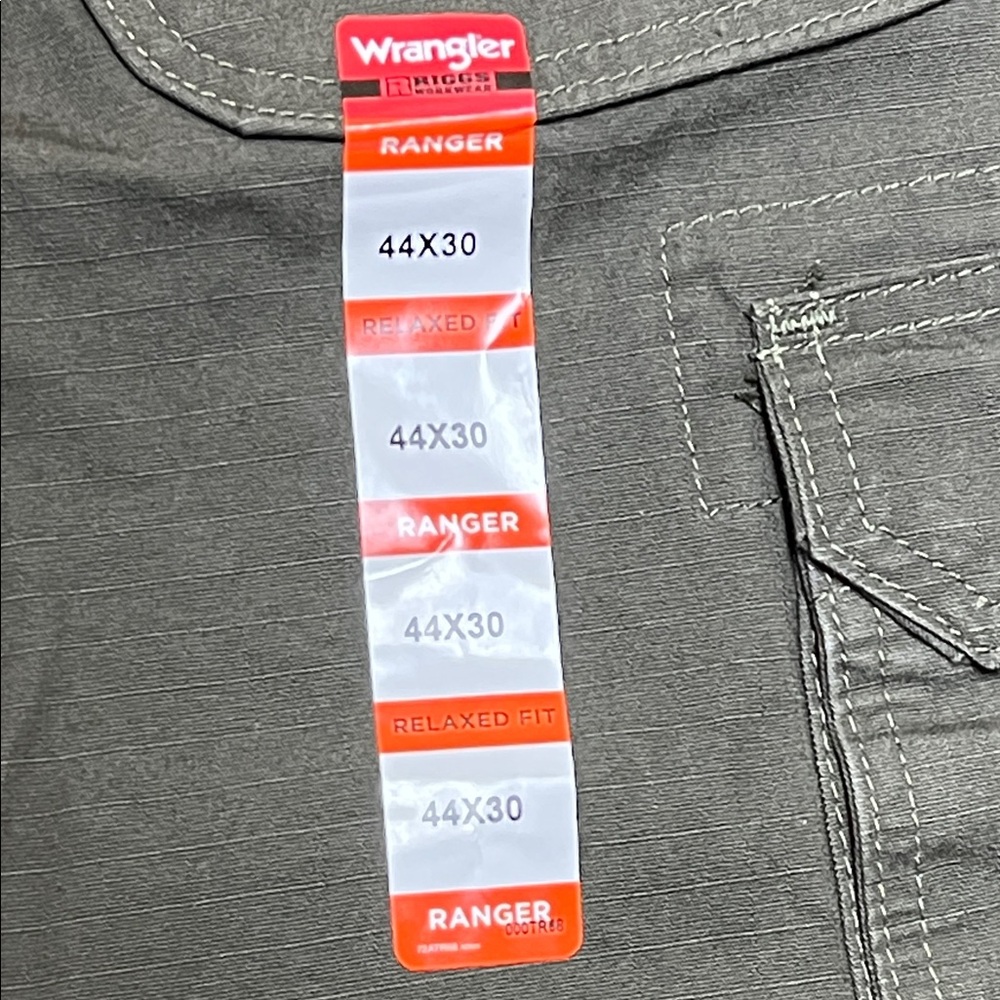 Wrangler
R RIGGS
WORKWEAR
RANGER
44X30
RELAXED FIT
44X30
RANGER
44X30
RELAXED FIT
44X30
RANGER